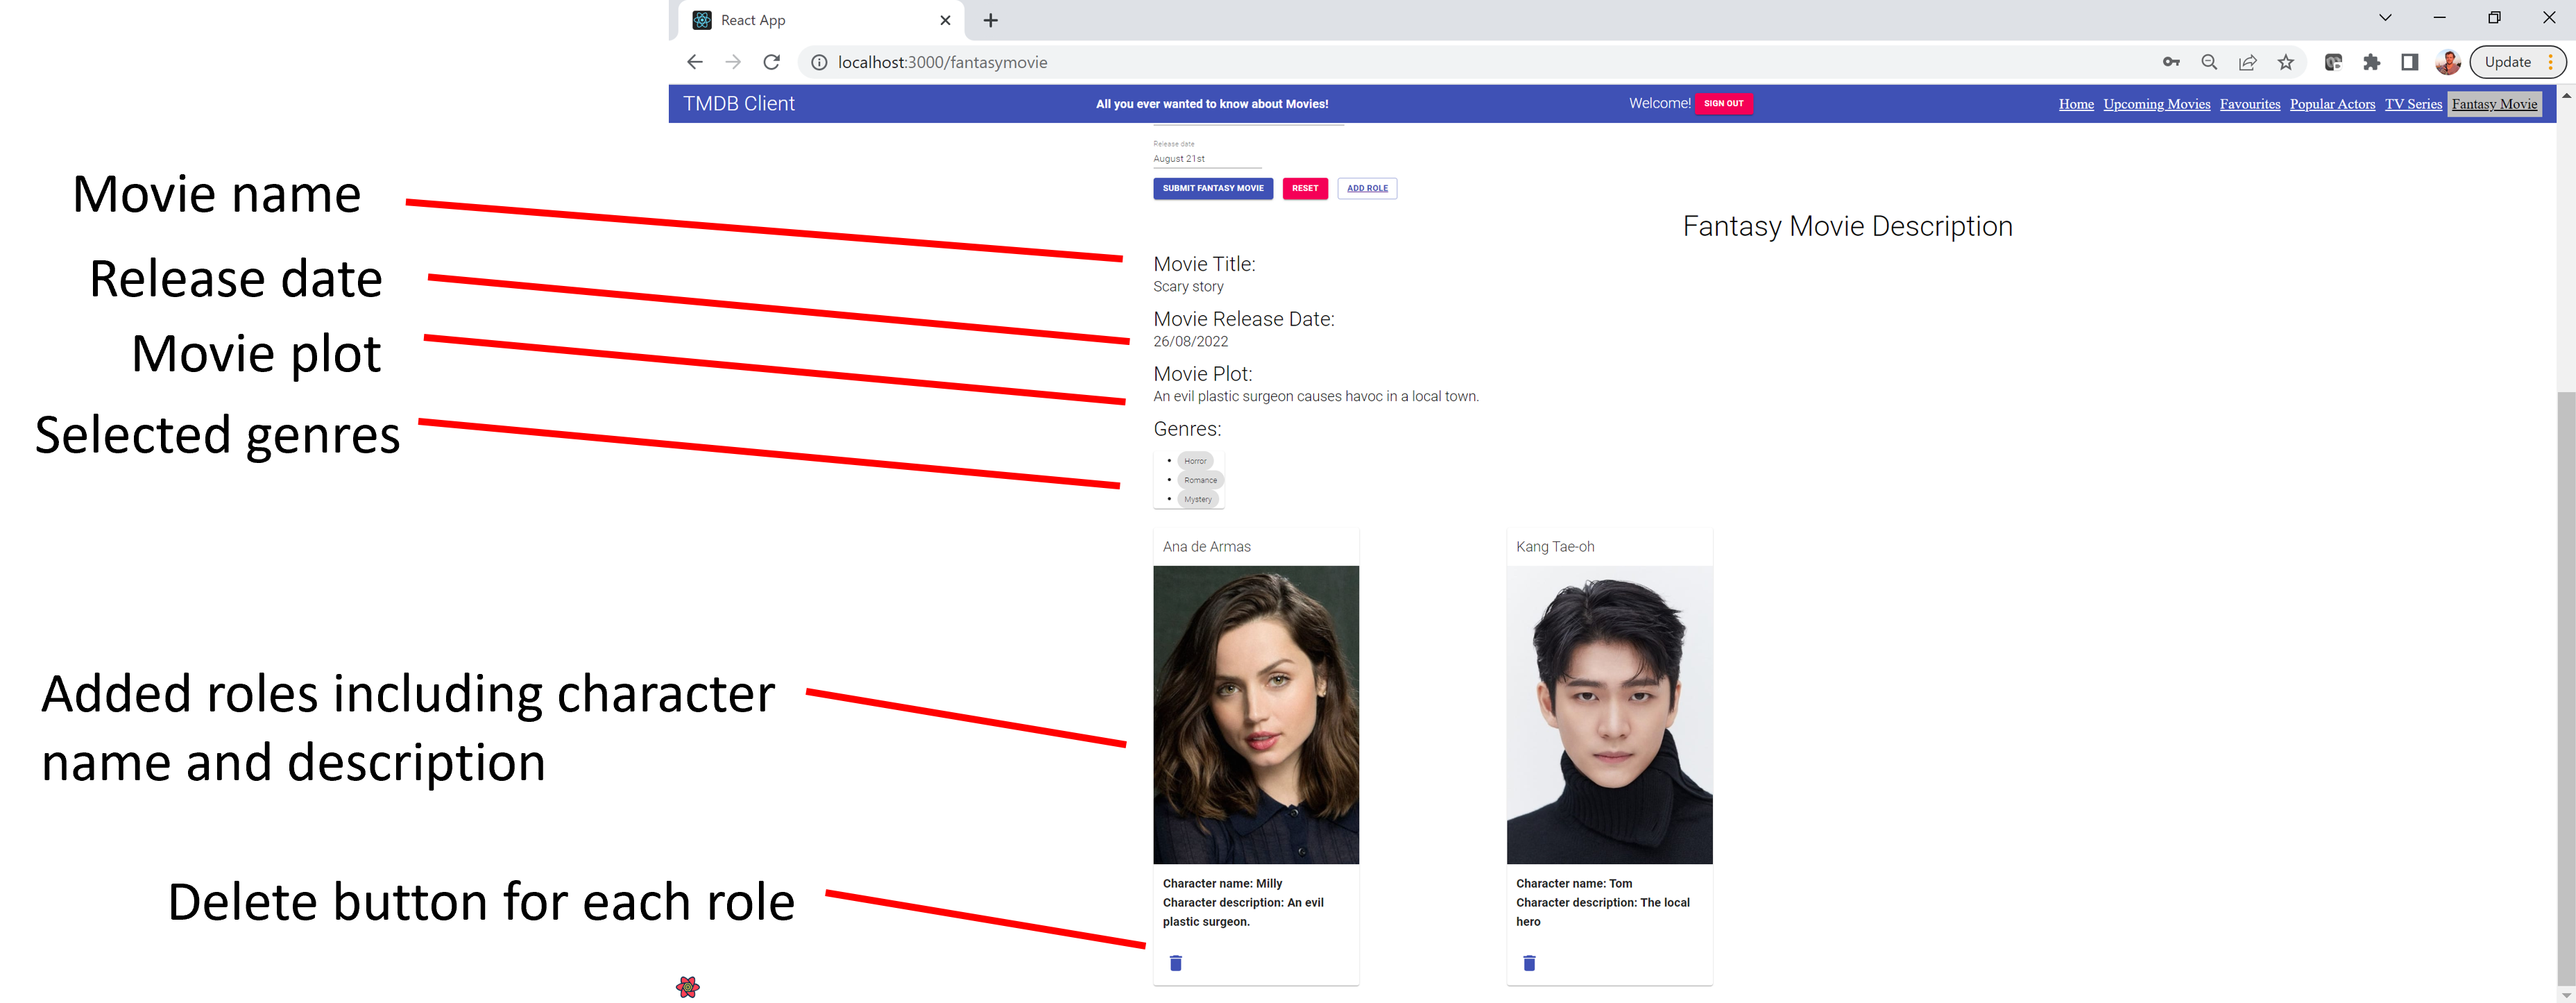 React App
localhost:3000/fantasymovie
Update
TMDB Client
All you ever wanted to know about Movies!
Welcome! SIGN OUT
Home Upcoming Movies Favourites Popular Actors TV Series Fantasy Movie
Release date
August 21st
SUBMIT FANTASY MOVIE RESET ADD ROLE
Fantasy Movie Description
Movie name
Movie Title:
Scary story
Release date
Movie Release Date:
26/08/2022
Movie plot
Movie Plot:
An evil plastic surgeon causes havoc in a local town.
Selected genres
Genres:
Horror
Romance
Mystery
Added roles including character
name and description
Ana de Armas
Character name: Milly
Character description: An evil
plastic surgeon.
Kang Tae-oh
Character name: Tom
Character description: The local
hero
Delete button for each role